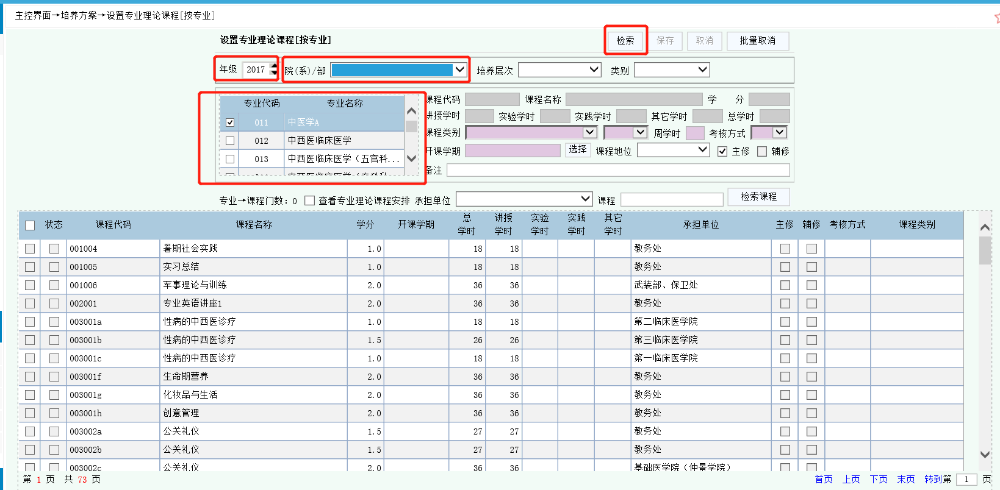 主控界面→培养方案→设置专业理论课程[按专业]
设置专业理论课程[按专业] 检索 保存 取消 批量取消
年级 2017 院(系)/部 培养层次 类别
专业代码 专业名称
011 中医学A
012 中西医临床医学
013 中西医临床医学（五官科...
课程代码 课程名称 学 分
讲授学时 实验学时 实践学时 其它学时 总学时
课程类别 周学时 考核方式
开课学期 选择 课程地位 主修 辅修
备注
专业→课程门数: 0 查看专业理论课程安排 承担单位 课程 检索课程
状态 课程代码 课程名称 学分 开课学期 总学时 讲授学时 实验学时 实践学时 其它学时 承担单位 主修 辅修 考核方式 课程类别
001004 暑期社会实践 1.0 18 18 教务处
001005 实习总结 1.0 18 18 教务处
001006 军事理论与训练 2.0 36 36 武装部、保卫处
002001 专业英语讲座1 2.0 36 36 教务处
003001a 性病的中西医诊疗 1.0 18 18 第二临床医学院
003001b 性病的中西医诊疗 1.5 26 26 第三临床医学院
003001c 性病的中西医诊疗 1.0 18 18 第一临床医学院
003001f 生命期营养 2.0 36 36 教务处
003001g 化妆品与生活 2.0 36 36 教务处
003001h 创意管理 2.0 36 36 教务处
003002a 公关礼仪 1.5 27 27 教务处
003002b 公关礼仪 1.5 27 27 教务处
003002c 公关礼仪 2.0 36 36 基础医学院（仲景学院）
第 1 页 共 73 页 首页 上页 下页 末页 转到第 1 页